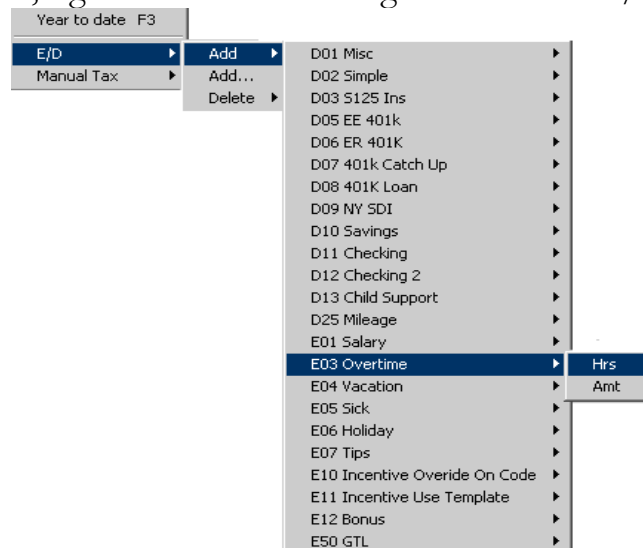 Year to date F3
E/D Add D01 Misc
Manual Tax Add... D02 Simple
Delete D03 S125 Ins
D05 EE 401k
D06 ER 401K
D07 401k Catch Up
D08 401K Loan
D09 NY SDI
D10 Savings
D11 Checking
D12 Checking 2
D13 Child Support
D25 Mileage
E01 Salary
E03 Overtime Hrs
E04 Vacation Amt
E05 Sick
E06 Holiday
E07 Tips
E10 Incentive Overide On Code
E11 Incentive Use Template
E12 Bonus
E50 GTL